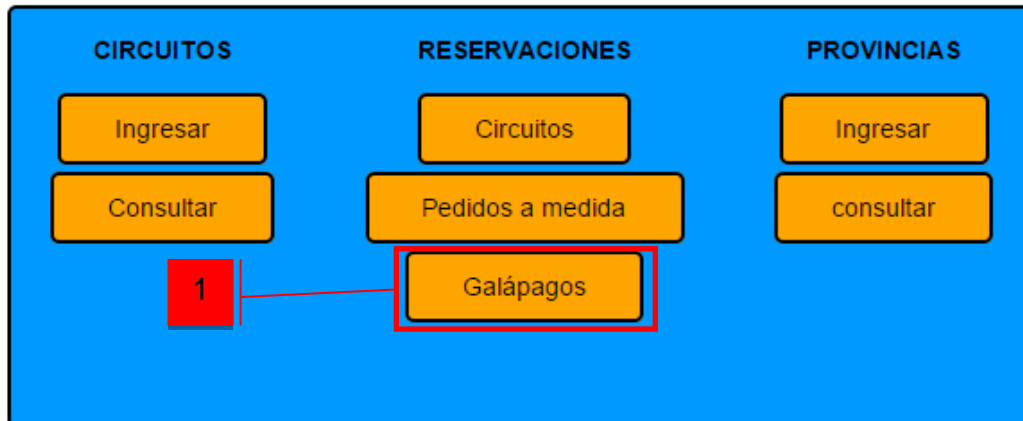 CIRCUITOS
RESERVACIONES
PROVINCIAS
Ingresar
Circuitos
Ingresar
Consultar
Pedidos a medida
consultar
1
Galápagos